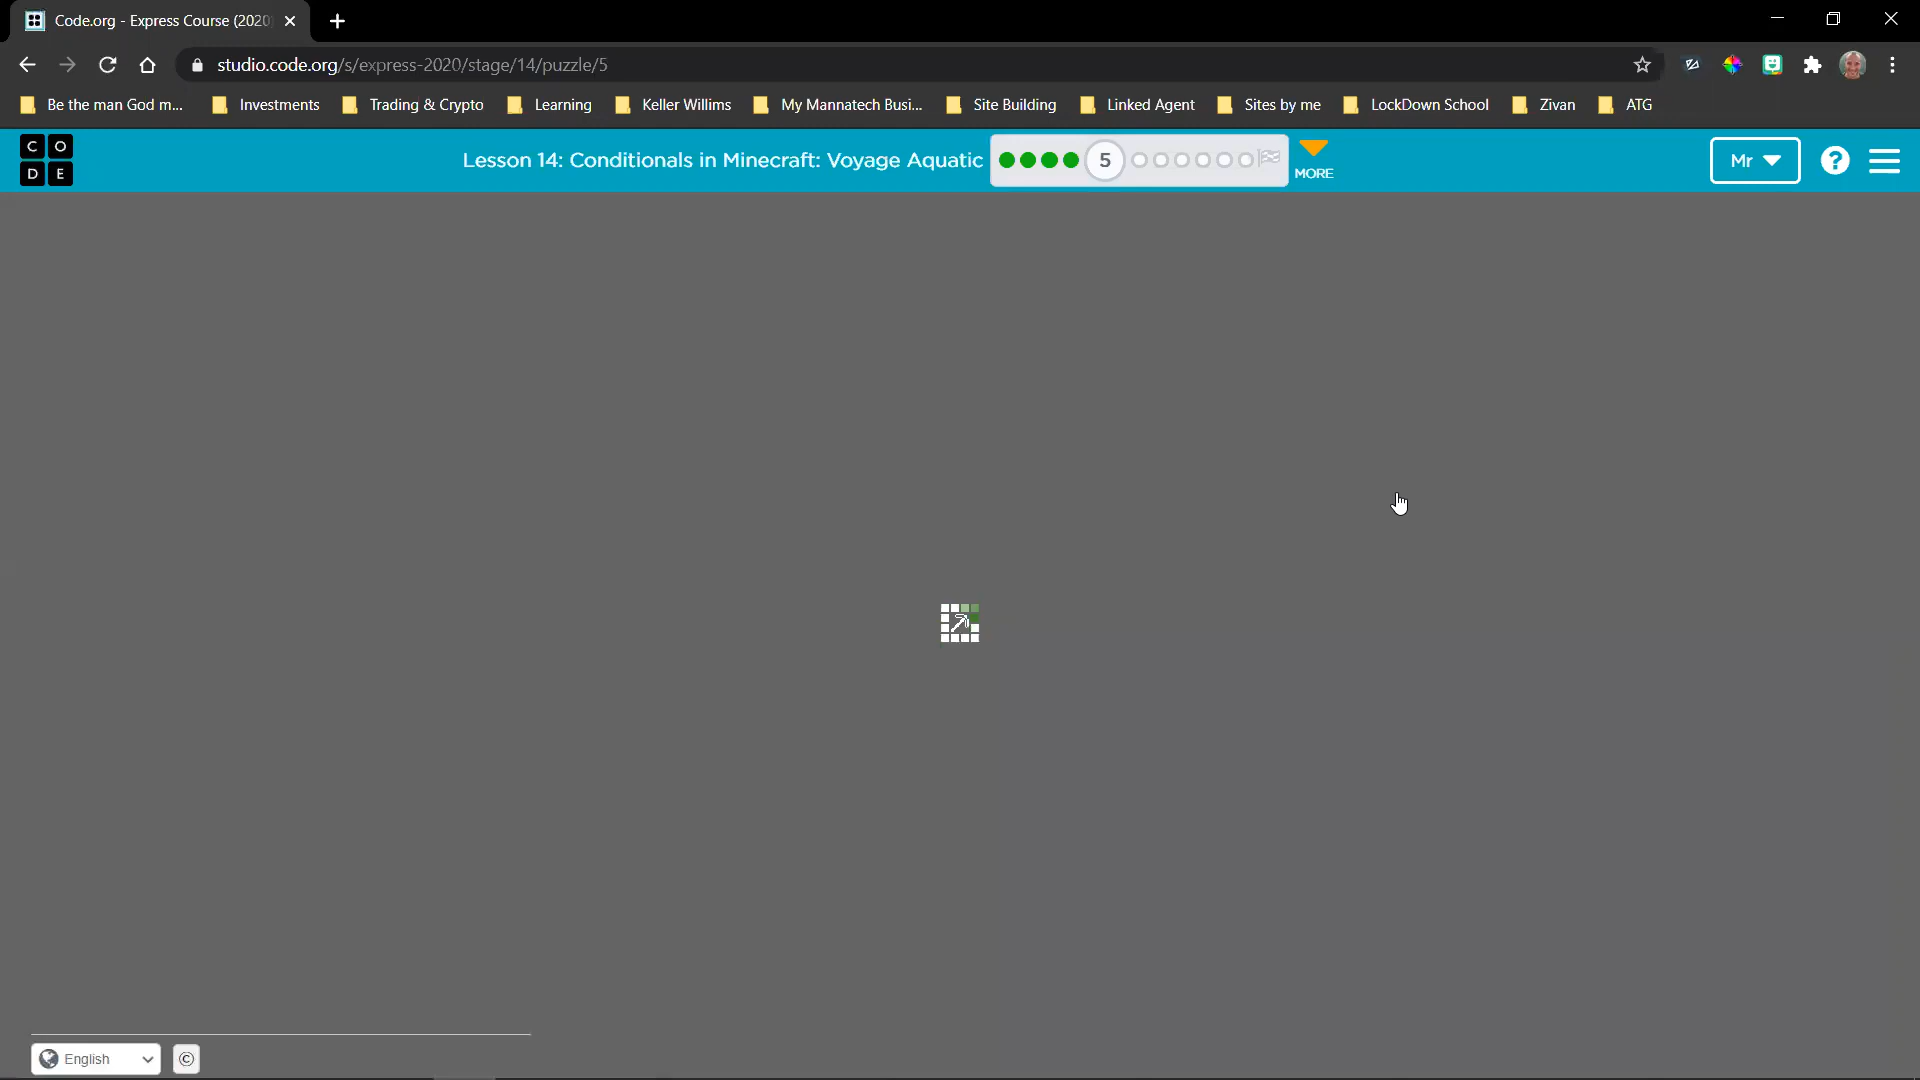 Code.org - Express Course (2020
studio.code.org/s/express-2020/stage/14/puzzle/5
Be the man God m... Investments Trading & Crypto Learning Keller Willims My Mannatech Busi... Site Building Linked Agent Sites by me LockDown School Zivan ATG
C O
D E
Lesson 14: Conditionals in Minecraft: Voyage Aquatic
5
MORE
Mr
?
English
©